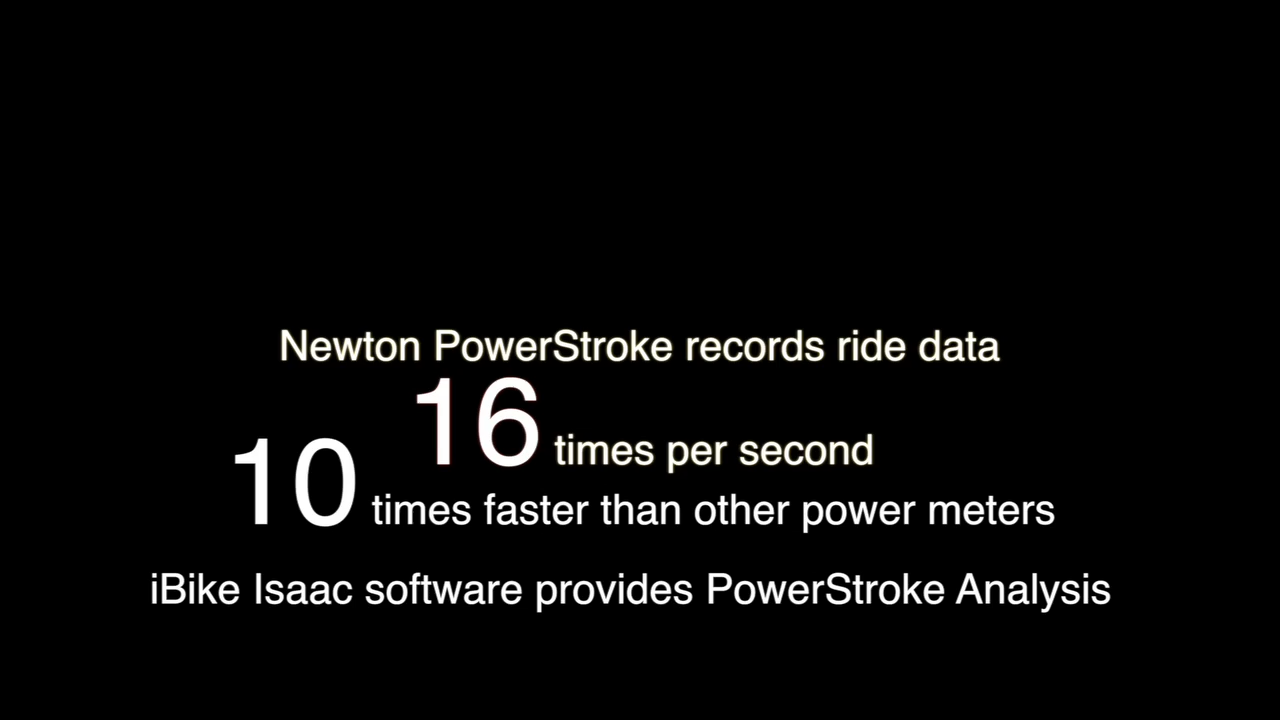 Newton PowerStroke records ride data
16 times per second
10 times faster than other power meters
iBike Isaac software provides PowerStroke Analysis